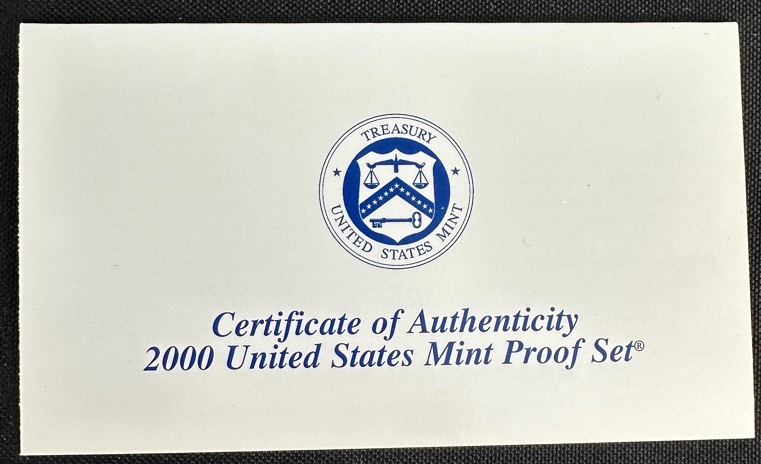 TREASURY
UNITED STATES MINT
Certificate of Authenticity
2000 United States Mint Proof Set®